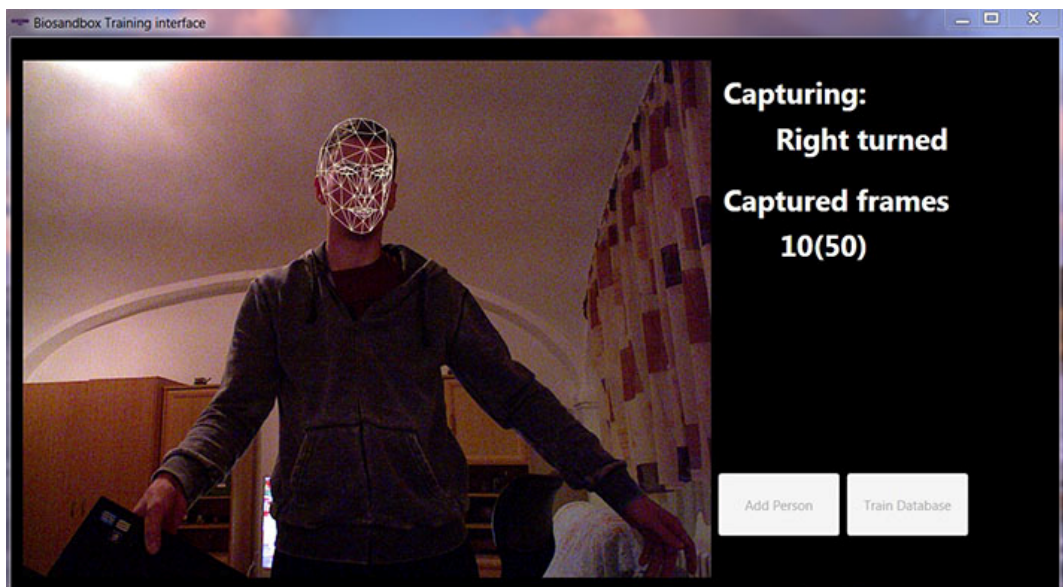 Biosandbox Training interface
Capturing:
Right turned
Captured frames
10(50)
Add Person
Train Database